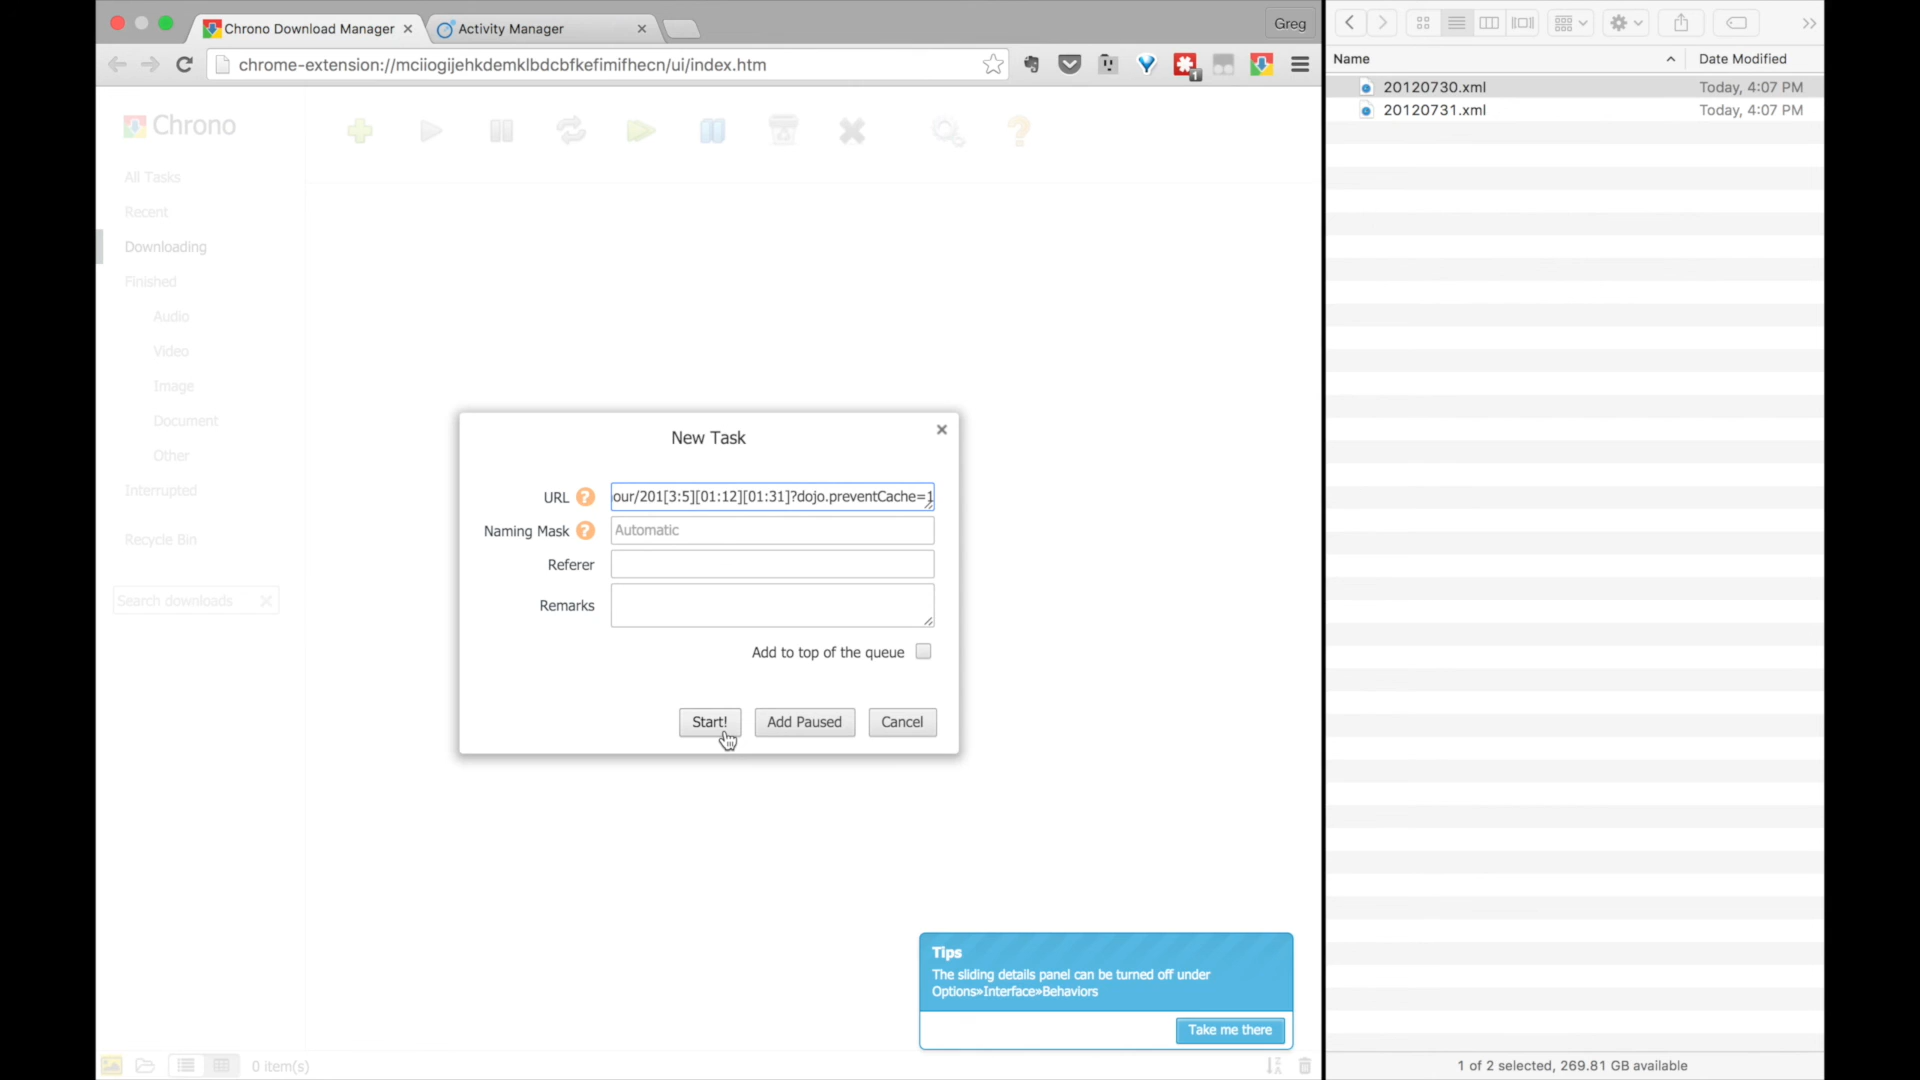 Chrono Download Manager
Activity Manager
Greg
chrome-extension://mciiogijehkdemklbdcbfkefimifhecn/ui/index.htm
1
Chrono
All Tasks
Recent
Downloading
Finished
Audio
Video
Image
Document
Other
Interrupted
Recycle Bin
Search downloads
New Task
URL ? our/201[3:5][01:12][01:31]?dojo.preventCache=1
Naming Mask ? Automatic
Referer
Remarks
Add to top of the queue
Start! Add Paused Cancel
Tips
The sliding details panel can be turned off under
Options»Interface»Behaviors
Take me there
0 item(s)
Name Date Modified
20120730.xml Today, 4:07 PM
20120731.xml Today, 4:07 PM
1 of 2 selected, 269.81 GB available